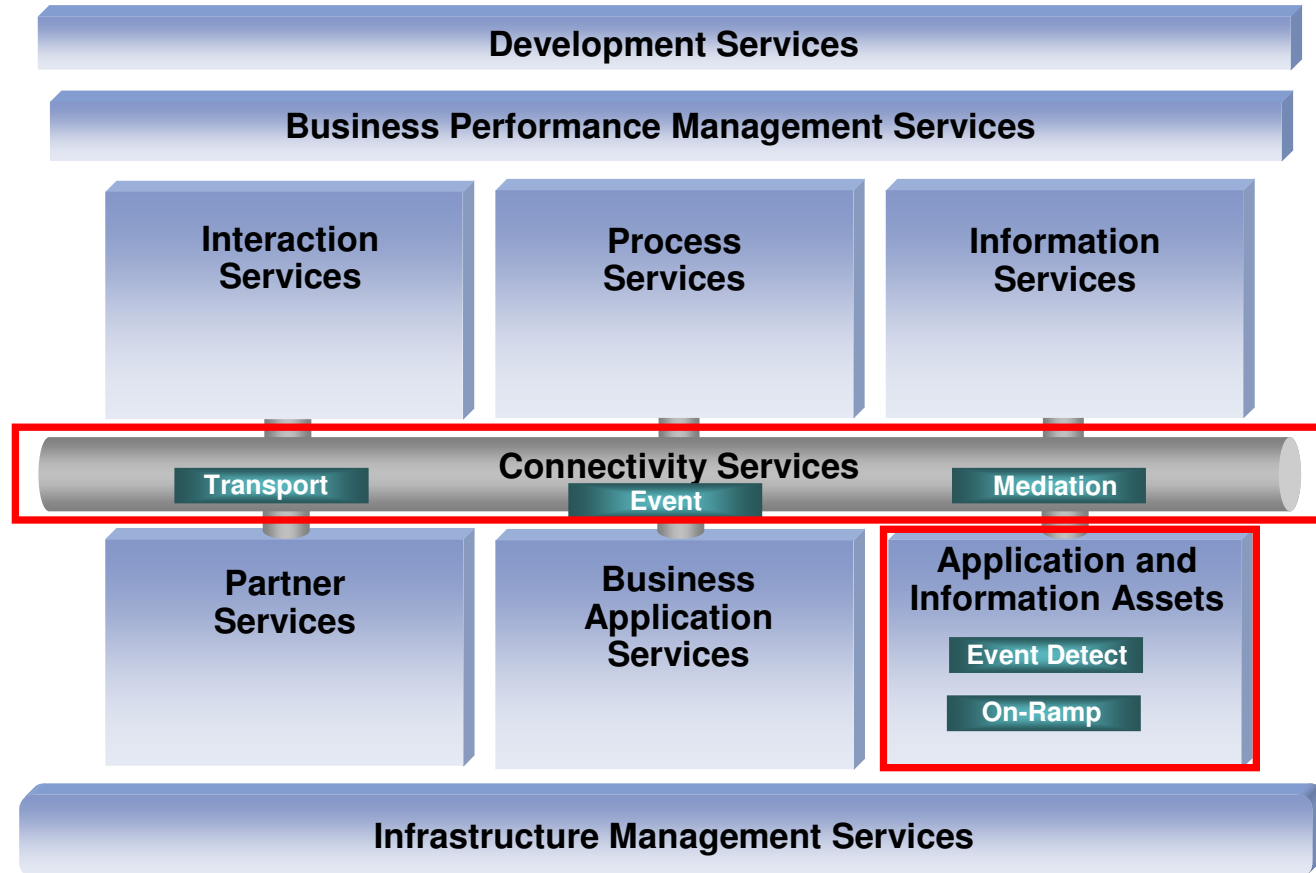 Development Services
Business Performance Management Services
Interaction
Services
Process
Services
Information
Services
Connectivity Services
Transport
Event
Mediation
Partner
Services
Business
Application
Services
Application and
Information Assets
Event Detect
On-Ramp
Infrastructure Management Services